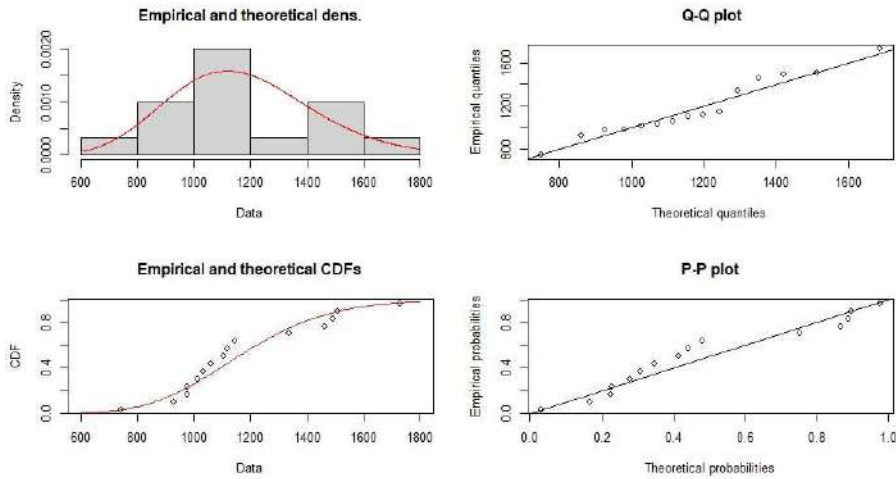 Empirical and theoretical dens.
Density
0.0000 0.0010 0.0020
600 800 1000 1200 1400 1600 1800
Data
Q-Q plot
Empirical quantiles
800 1200 1600
800 1000 1200 1400 1600
Theoretical quantiles
Empirical and theoretical CDFs
CDF
0.0 0.4 0.8
600 800 1000 1200 1400 1600 1800
Data
P-P plot
Empirical probabilities
0.0 0.4 0.8
0.0 0.2 0.4 0.6 0.8 1.0
Theoretical probabilities